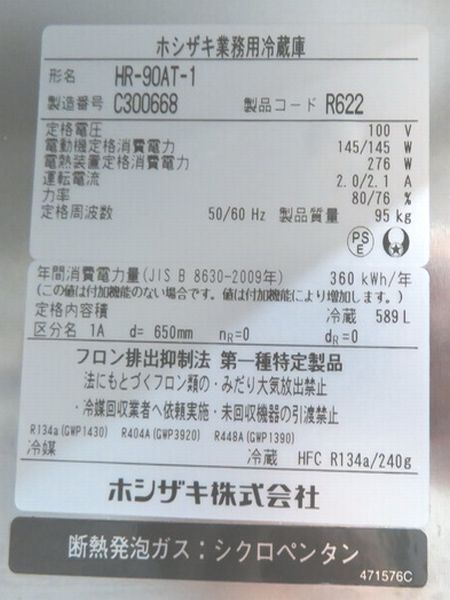 ホシザキ業務用冷蔵庫
形名 HR-90AT-1
製造番号 C300668 製品コード R622
定格電圧 100 V
電動機定格消費電力 145/145 W
電熱装置定格消費電力 276 W
運転電流 2.0/2.1 A
力率 80/76 %
定格周波数 50/60 Hz 製品質量 95 kg
PS E
年間消費電力量(JIS B 8630-2009年) 360 kWh/年
(この値は付加機能のない場合です。値は付加機能により増加します。)
定格内容積 冷蔵 589 L
区分名 1A d= 650mm nR=0 dR=0
フロン排出抑制法 第一種特定製品
法にもとづくフロン類の・みだり大気放出禁止
・冷媒回収業者へ依頼実施・未回収機器の引渡禁止
R134a(GWP1430) R404A(GWP3920) R448A(GWP1390)
冷媒 冷蔵 HFC R134a/240g
ホシザキ株式会社
断熱発泡ガス：シクロペンタン
471576C